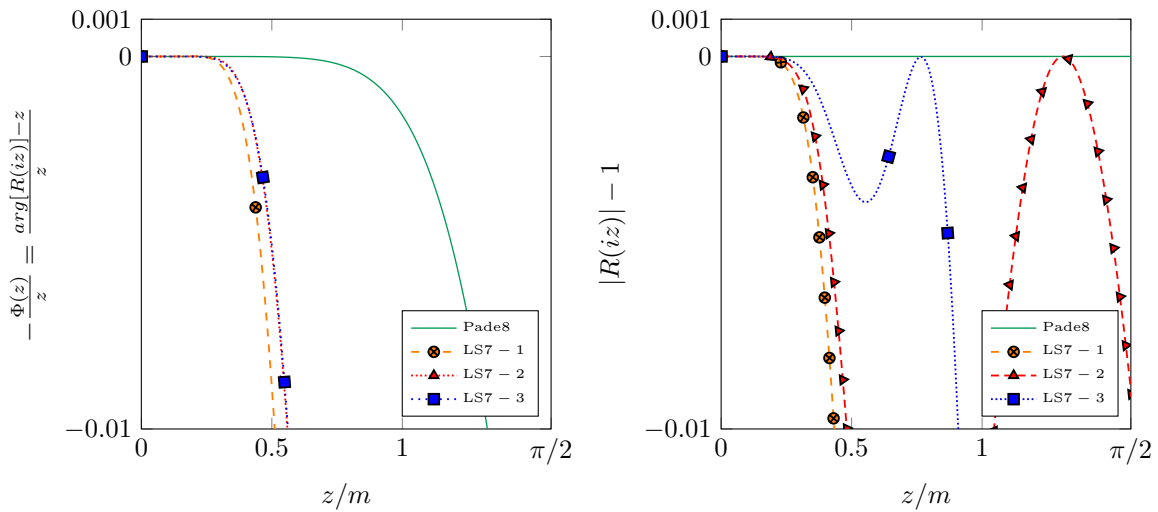 0.001
0
−0.01
0
0.5
1
π/2
z/m
− Φ(z)/z = arg[R(iz)]−z/z
Pade8
LS7 − 1
LS7 − 2
LS7 − 3
0.001
0
−0.01
0
0.5
1
π/2
z/m
|R(iz)| − 1
Pade8
LS7 − 1
LS7 − 2
LS7 − 3